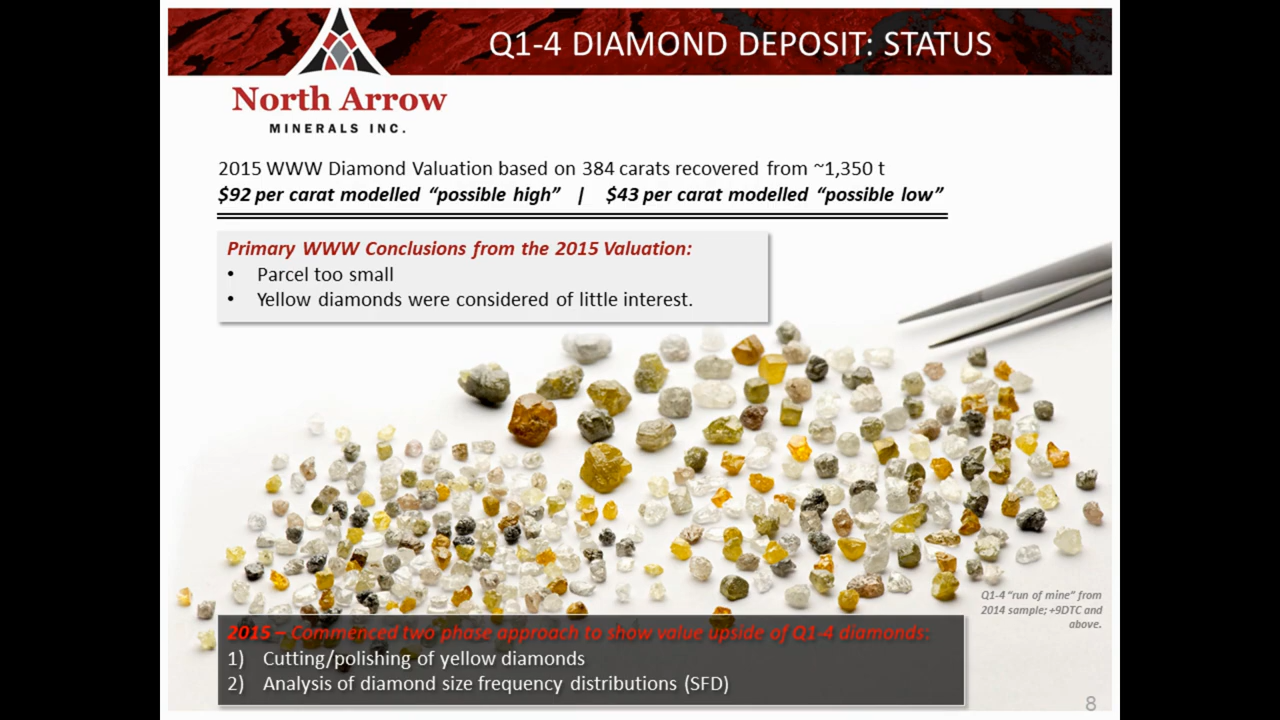 Q1-4 DIAMOND DEPOSIT: STATUS
North Arrow
MINERALS INC.
2015 WWW Diamond Valuation based on 384 carats recovered from ~1,350 t
$92 per carat modelled “possible high” | $43 per carat modelled “possible low”
Primary WWW Conclusions from the 2015 Valuation:
• Parcel too small
• Yellow diamonds were considered of little interest.
Q1-4 “run of mine” from
2014 sample; +9DTC and
above.
2015 – Commenced two phase approach to show value upside of Q1-4 diamonds:
1) Cutting/polishing of yellow diamonds
2) Analysis of diamond size frequency distributions (SFD)
8